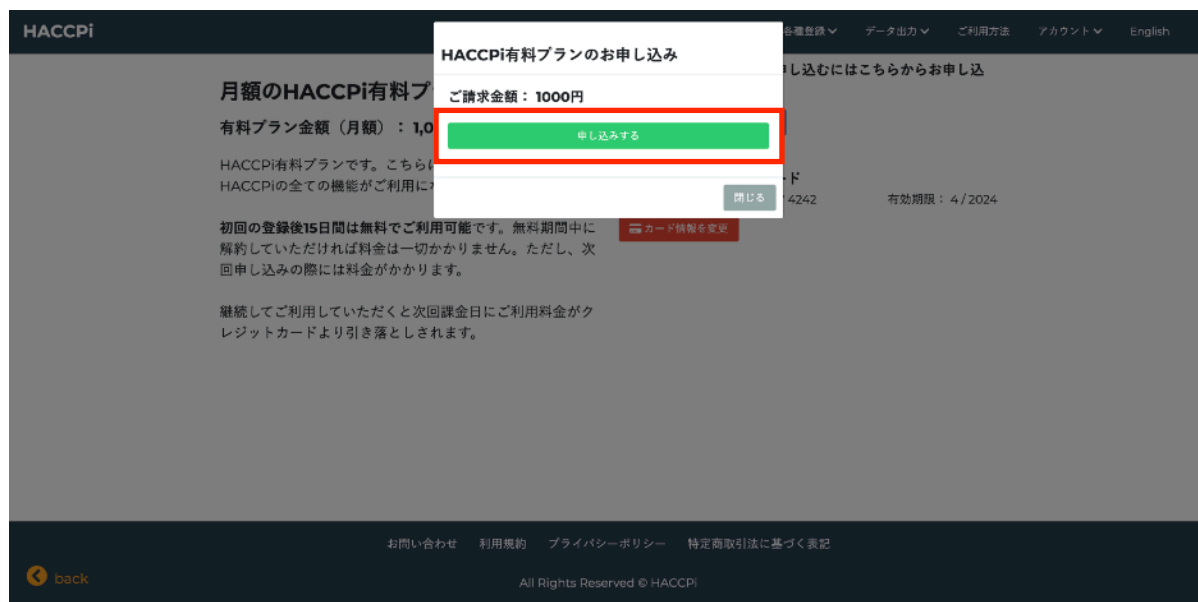 HACCPi
各種登録 データ出力 ご利用方法 アカウント English
HACCPi有料プランのお申し込み
ご請求金額： 1000円
申し込みする
閉じる
し込むにはこちらからお申し込
月額のHACCPi有料プ
有料プラン金額（月額）：1,0
HACCPi有料プランです。こちら
HACCPiの全ての機能がご利用に
初回の登録後15日間は無料でご利用可能です。無料期間中に
解約していただければ料金は一切かかりません。ただし、次
回申し込みの際には料金がかかります。
継続してご利用していただくと次回課金日にご利用料金がク
レジットカードより引き落としされます。
ード
4242 有効期限： 4 / 2024
カード情報を変更
お問い合わせ 利用規約 プライバシーポリシー 特定商取引法に基づく表記
back
All Rights Reserved © HACCPi